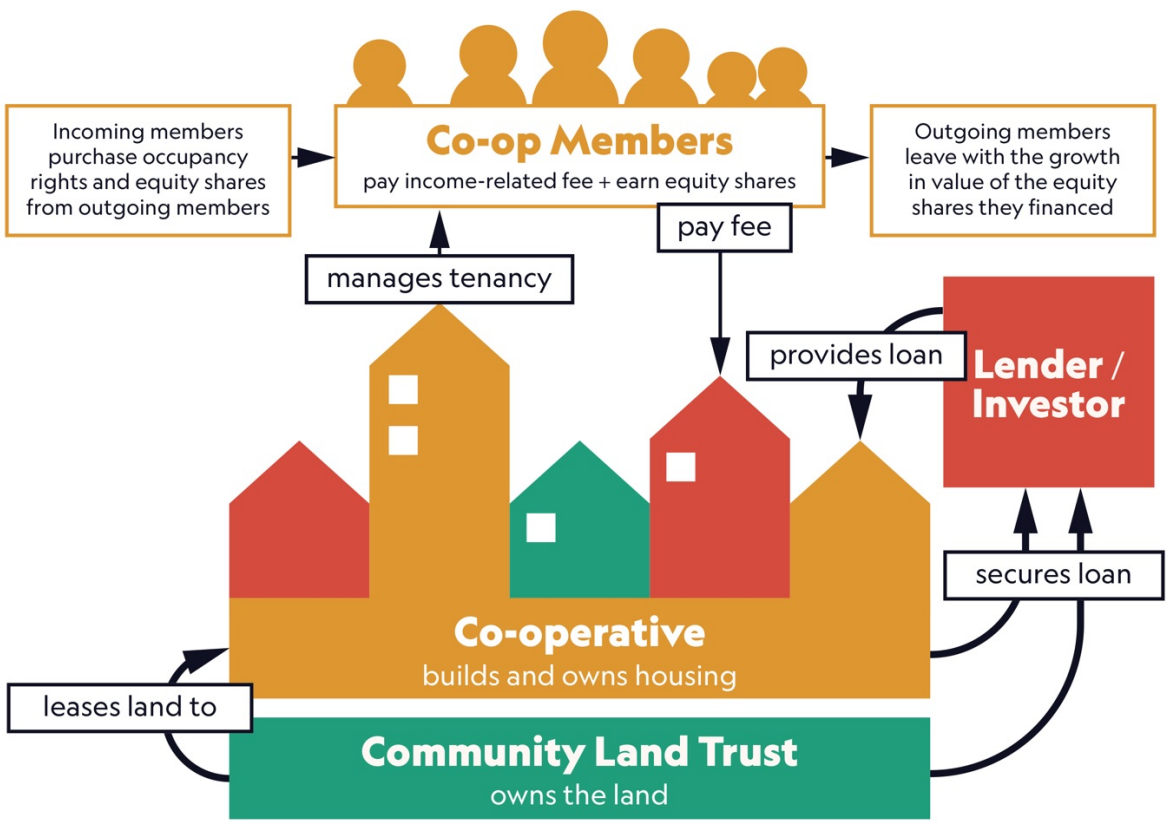 Incoming members
purchase occupancy
rights and equity shares
from outgoing members
Co-op Members
pay income-related fee + earn equity shares
Outgoing members
leave with the growth
in value of the equity
shares they financed
pay fee
manages tenancy
provides loan
Lender /
Investor
secures loan
Co-operative
builds and owns housing
leases land to
Community Land Trust
owns the land